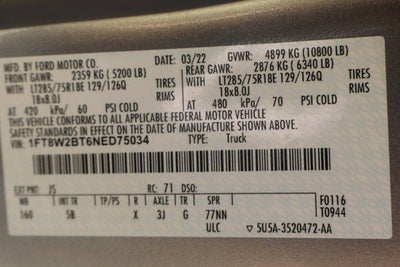 MFD. BY FORD MOTOR CO.
03/22 GVWR: 4899 KG (10800 LB)
FRONT GAWR: 2359 KG (5200 LB)
REAR GAWR: 2876 KG (6340 LB)
WITH LT285/75R18E 129/126Q TIRES
WITH LT285/75R18E 129/126Q TIRES
18x8.0J RIMS
18x8.0J RIMS
AT 420 kPa/ 60 PSI COLD
AT 480 kPa/ 70 PSI COLD
THIS VEHICLE CONFORMS TO ALL APPLICABLE FEDERAL MOTOR VEHICLE
SAFETY STANDARDS IN EFFECT ON THE DATE OF MANUFACTURE SHOWN ABOVE.
VIN: 1FT8W2BT6NED75034 TYPE: Truck
EXT PNT: JS RC: 71 DSO: F0116
WB INT TP/PS R AXLE TR SPR T0944
160 5B X 3J G 77NN
ULC ▽ 5U5A-3520472-AA